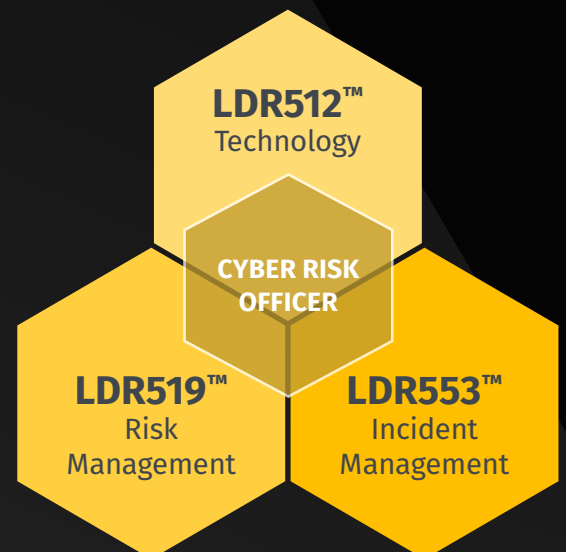 LDR512™
Technology
CYBER RISK
OFFICER
LDR519™
Risk
Management
LDR553™
Incident
Management